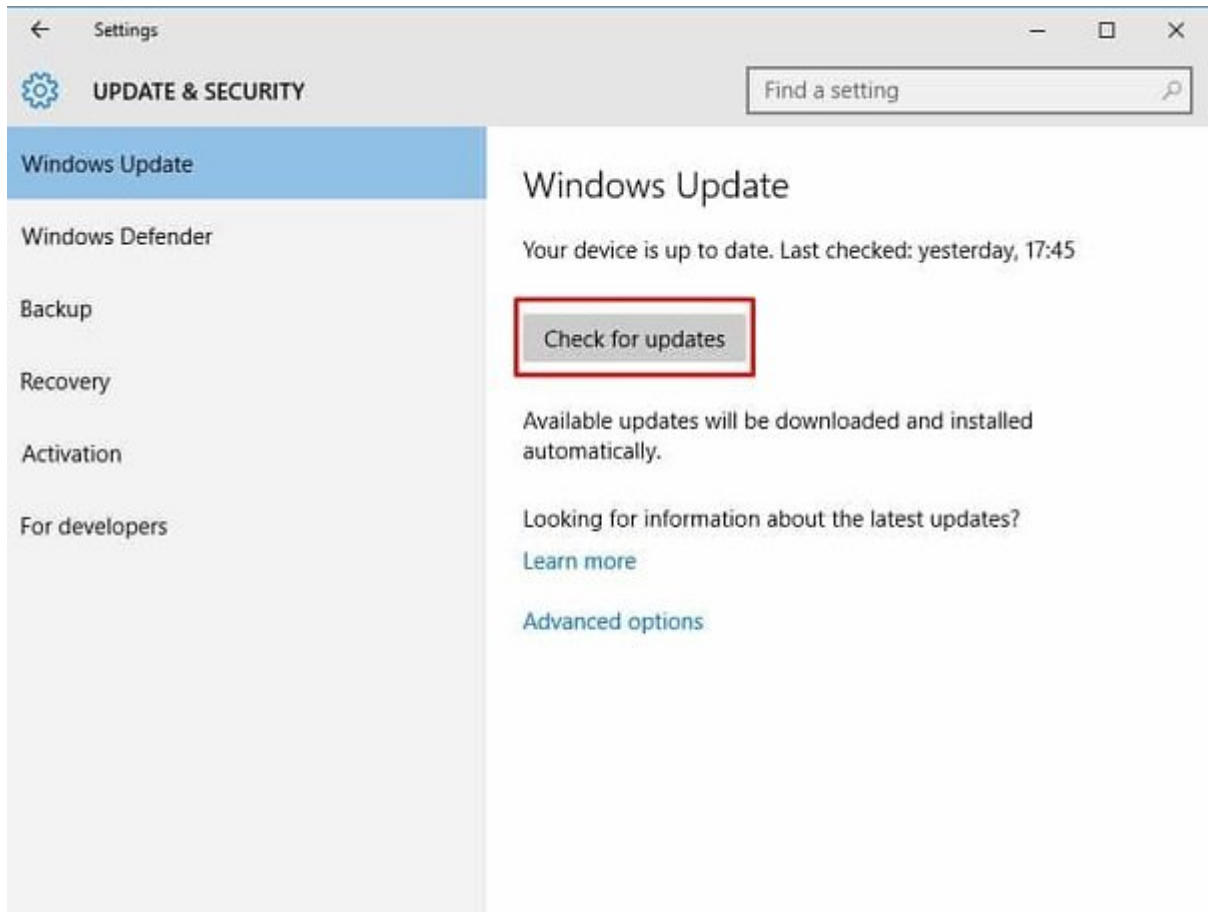 Settings
UPDATE & SECURITY
Find a setting
Windows Update
Windows Defender
Backup
Recovery
Activation
For developers
Windows Update
Your device is up to date. Last checked: yesterday, 17:45
Check for updates
Available updates will be downloaded and installed
automatically.
Looking for information about the latest updates?
Learn more
Advanced options